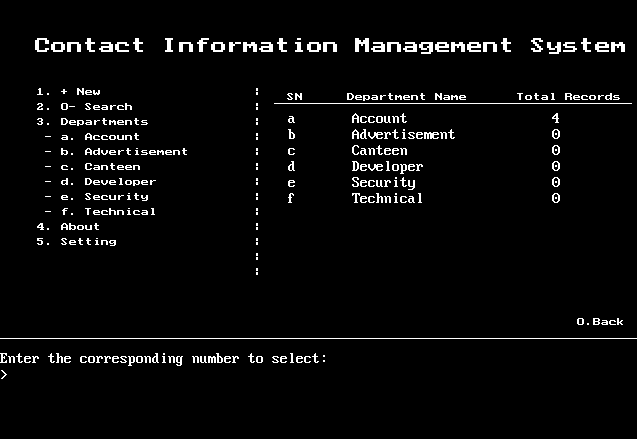 Contact Information Management System
1. + New
2. O- Search
3. Departments
- a. Account
- b. Advertisement
- c. Canteen
- d. Developer
- e. Security
- f. Technical
4. About
5. Setting
SN Department Name Total Records
a Account 4
b Advertisement 0
c Canteen 0
d Developer 0
e Security 0
f Technical 0
0.Back
Enter the corresponding number to select:
>